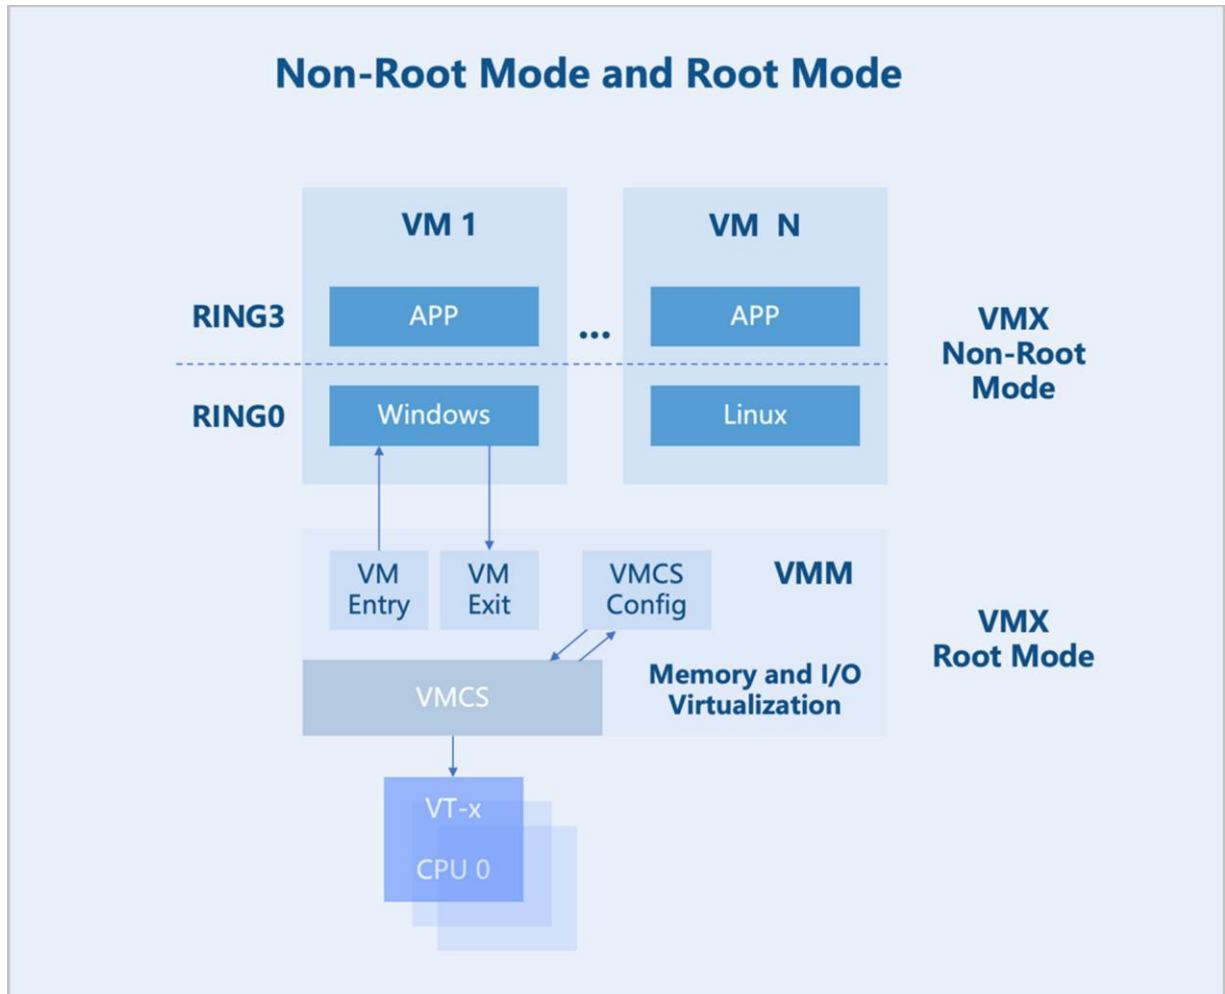 Non-Root Mode and Root Mode
VM 1
VM N
RING3
APP
...
APP
VMX
Non-Root
Mode
RING0
Windows
Linux
VM
Entry
VM
Exit
VMCS
Config
VMM
VMX
Root Mode
VMCS
Memory and I/O
Virtualization
VT-x
CPU 0